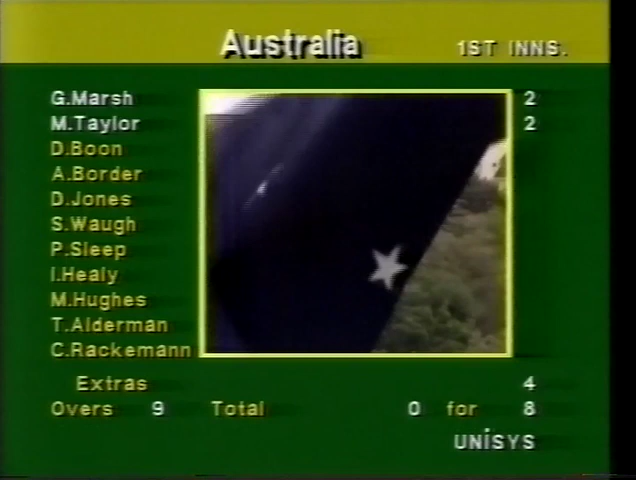 Australia 1ST INNS.
G.Marsh 2
M.Taylor 2
D.Boon
A.Border
D.Jones
S.Waugh
P.Sleep
I.Healy
M.Hughes
T.Alderman
C.Rackemann
Extras 4
Overs 9 Total 0 for 8
UNiSYS